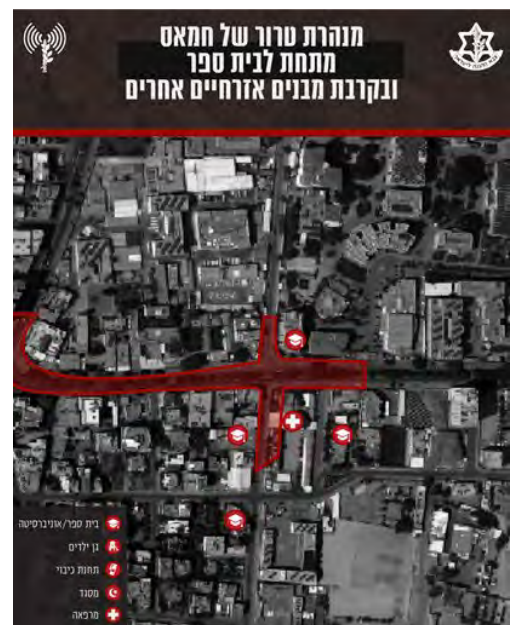 מנהרת טרור של חמאס
מתחת לבית ספר
ובקרבת מבנים אזרחיים אחרים
בית ספר/אוניברסיטה
גן ילדים
תחנת כיבוי
מסגד
מרפאה